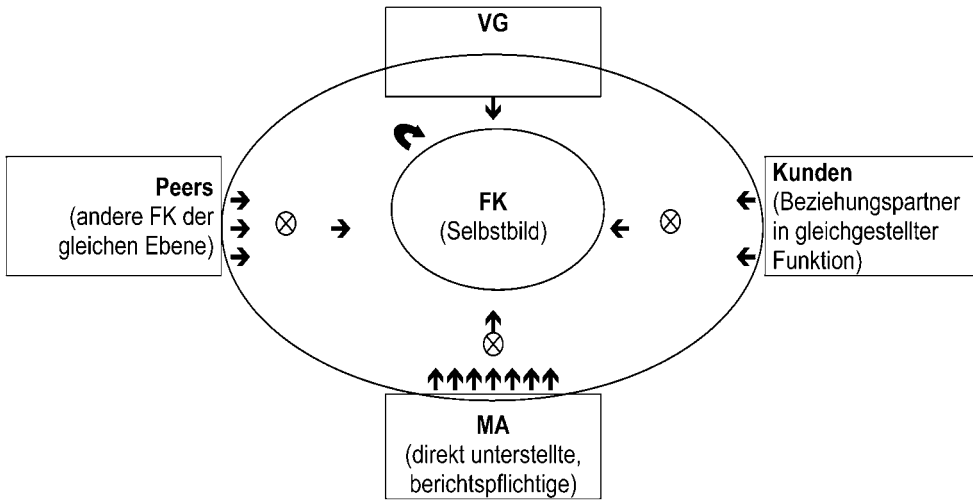 VG
Peers
(andere FK der
gleichen Ebene)
FK
(Selbstbild)
Kunden
(Beziehungspartner
in gleichgestellter
Funktion)
MA
(direkt unterstellte,
berichtspflichtige)